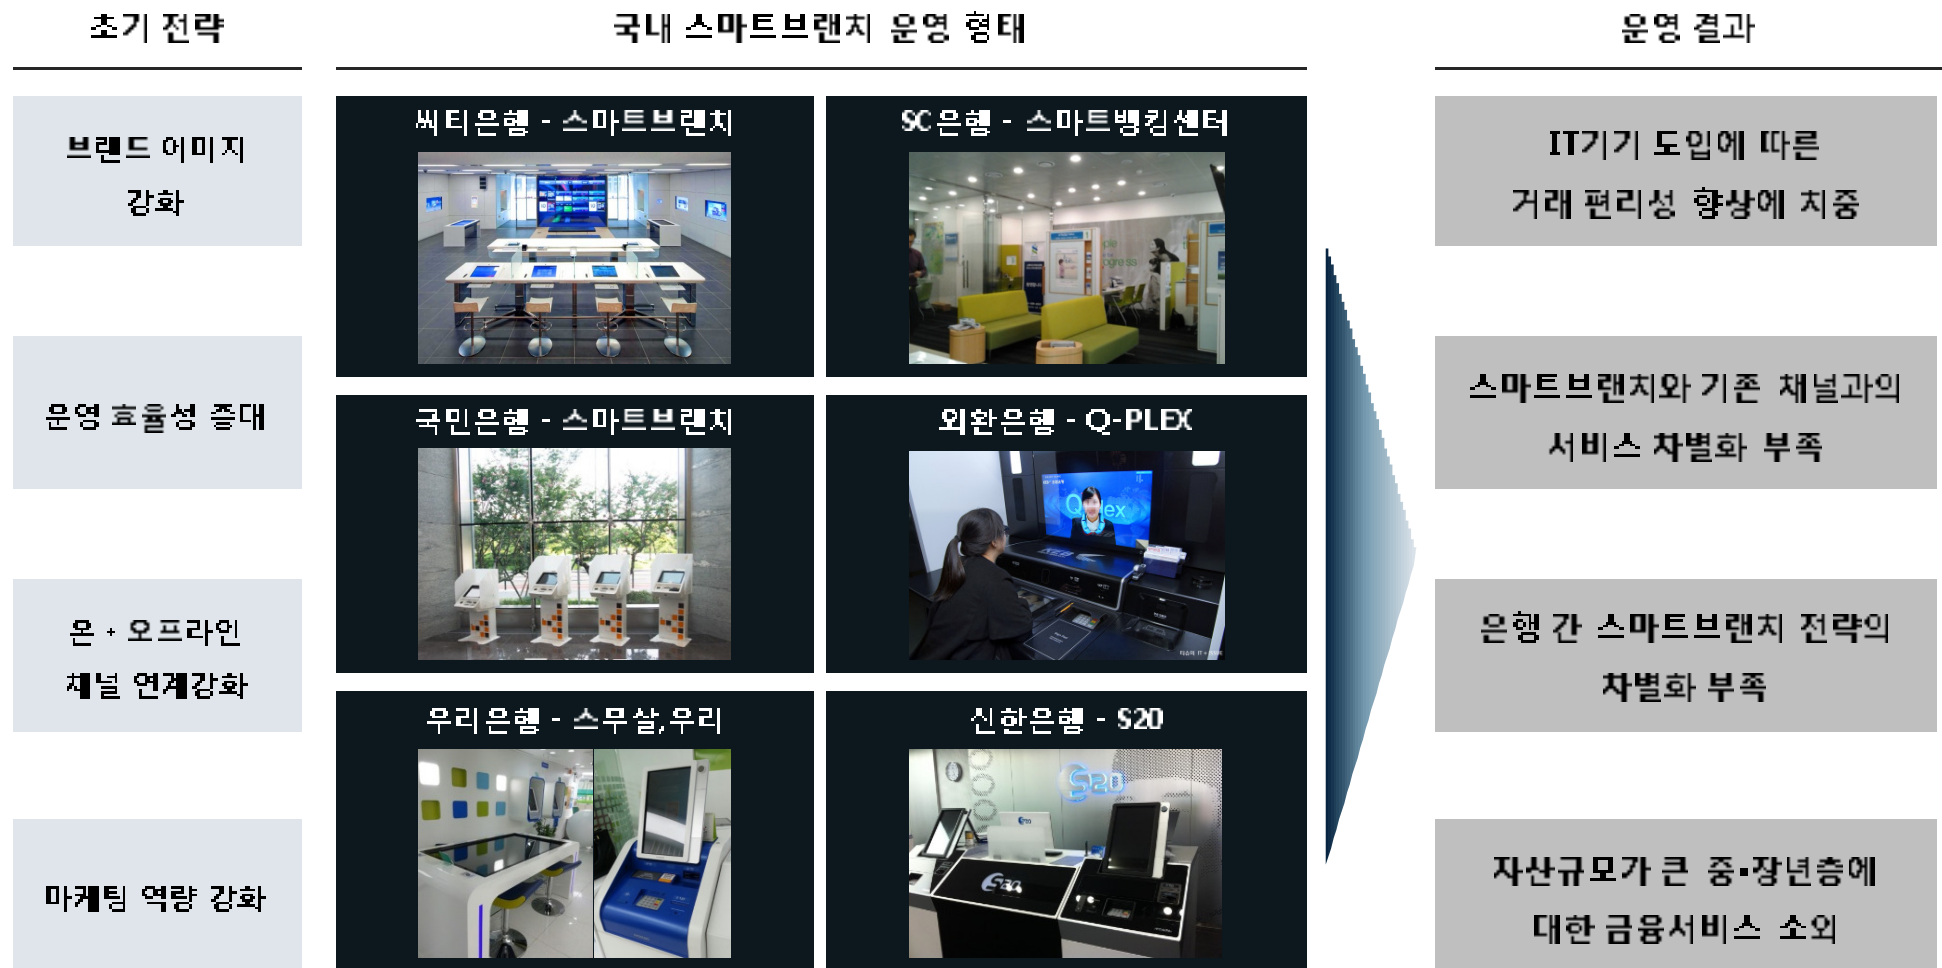 초기 전략
국내 스마트브랜치 운영 형태
운영 결과
브랜드 이미지
강화
운영 효율성 증대
온·오프라인
채널 연계강화
마케팅 역량 강화
씨티은행 - 스마트브랜치
SC은행 - 스마트뱅킹센터
국민은행 - 스마트브랜치
외환은행 - Q-PLEX
우리은행 - 스무살,우리
신한은행 - S20
S20
S20
IT기기 도입에 따른
거래 편리성 향상에 치중
스마트브랜치와 기존 채널과의
서비스 차별화 부족
은행 간 스마트브랜치 전략의
차별화 부족
자산규모가 큰 중·장년층에
대한 금융서비스 소외